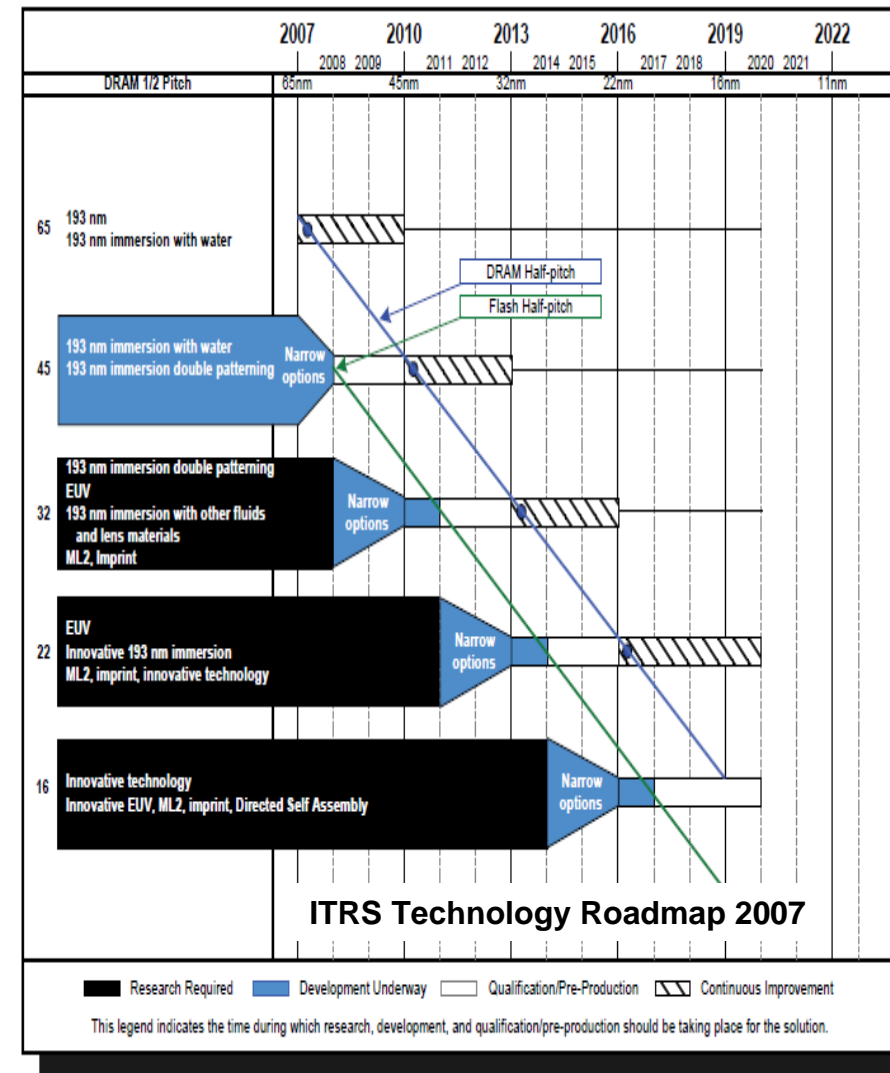 2007 2010 2013 2016 2019 2022
2008 2009 2011 2012 2014 2015 2017 2018 2020 2021
DRAM 1/2 Pitch 65nm 45nm 32nm 22nm 16nm 11nm
65
193 nm
193 nm immersion with water
DRAM Half-pitch
Flash Half-pitch
45
193 nm immersion with water
193 nm immersion double patterning
Narrow
options
32
193 nm immersion double patterning
EUV
193 nm immersion with other fluids
and lens materials
ML2, Imprint
Narrow
options
22
EUV
Innovative 193 nm immersion
ML2, imprint, innovative technology
Narrow
options
16
Innovative technology
Innovative EUV, ML2, imprint, Directed Self Assembly
Narrow
options
ITRS Technology Roadmap 2007
Research Required Development Underway Qualification/Pre-Production Continuous Improvement
This legend indicates the time during which research, development, and qualification/pre-production should be taking place for the solution.